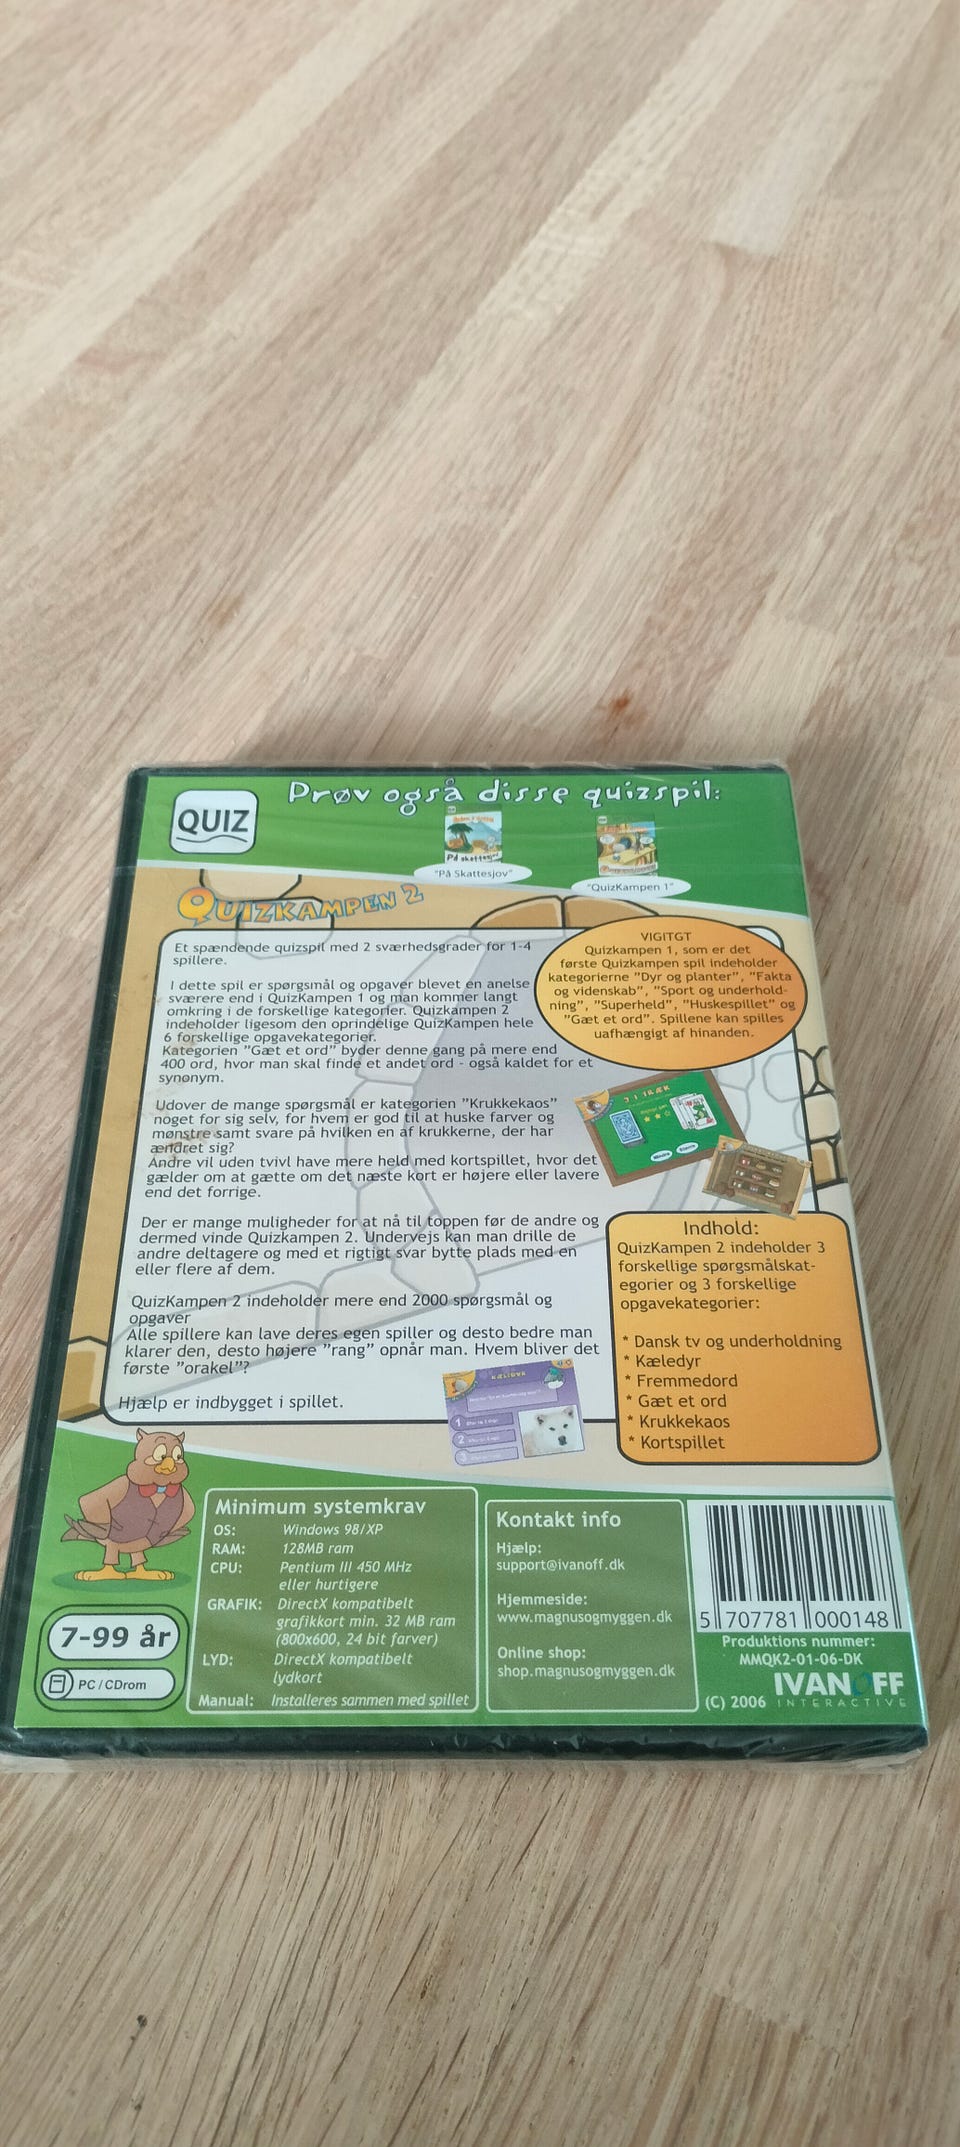 QUIZ
Prøv også disse quizspil:
På skattesjov
"På Skattesjov"
"QuizKampen 1"
QUIZKAMPEN 2
Et spændende quizspil med 2 sværhedsgrader for 1-4
spillere.
I dette spil er spørgsmål og opgaver blevet en anelse
sværere end i QuizKampen 1 og man kommer langt
omkring i de forskellige kategorier. Quizkampen 2
indeholder ligesom den oprindelige QuizKampen hele
6 forskellige opgavekategorier.
Kategorien "Gæt et ord" byder denne gang på mere end
400 ord, hvor man skal finde et andet ord - også kaldet for et
synonym.
Udover de mange spørgsmål er kategorien "Krukkekaos"
noget for sig selv, for hvem er god til at huske farver og
mønstre samt svare på hvilken en af krukkerne, der har
ændret sig?
Andre vil uden tvivl have mere held med kortspillet, hvor det
gælder om at gætte om det næste kort er højere eller lavere
end det forrige.
Der er mange muligheder for at nå til toppen før de andre og
dermed vinde Quizkampen 2. Undervejs kan man drille de
andre deltagere og med et rigtigt svar bytte plads med en
eller flere af dem.
QuizKampen 2 indeholder mere end 2000 spørgsmål og
opgaver
Alle spillere kan lave deres egen spiller og desto bedre man
klarer den, desto højere "rang" opnår man. Hvem bliver det
første "orakel"?
Hjælp er indbygget i spillet.
VIGITGT
Quizkampen 1, som er det
første Quizkampen spil indeholder
kategorierne "Dyr og planter", "Fakta
og videnskab", "Sport og underhold-
ning", "Superheld", "Huskespillet" og
"Gæt et ord". Spillene kan spilles
uafhængigt af hinanden.
3 I TRÆK
KÆLEDYR
1
2
3
Indhold:
QuizKampen 2 indeholder 3
forskellige spørgsmålskat-
egorier og 3 forskellige
opgavekategorier:
* Dansk tv og underholdning
* Kæledyr
* Fremmedord
* Gæt et ord
* Krukkekaos
* Kortspillet
7-99 år
PC/CDrom
Minimum systemkrav
OS: Windows 98/XP
RAM: 128MB ram
CPU: Pentium III 450 MHz
eller hurtigere
GRAFIK: DirectX kompatibelt
grafikkort min. 32 MB ram
(800x600, 24 bit farver)
LYD: DirectX kompatibelt
lydkort
Manual: Installeres sammen med spillet
Kontakt info
Hjælp:
support@ivanoff.dk
Hjemmeside:
www.magnusogmyggen.dk
Online shop:
shop.magnusogmyggen.dk
5 707781 000148
Produktions nummer:
MMQK2-01-06-DK
(C) 2006 IVANOFF
INTERACTIVE